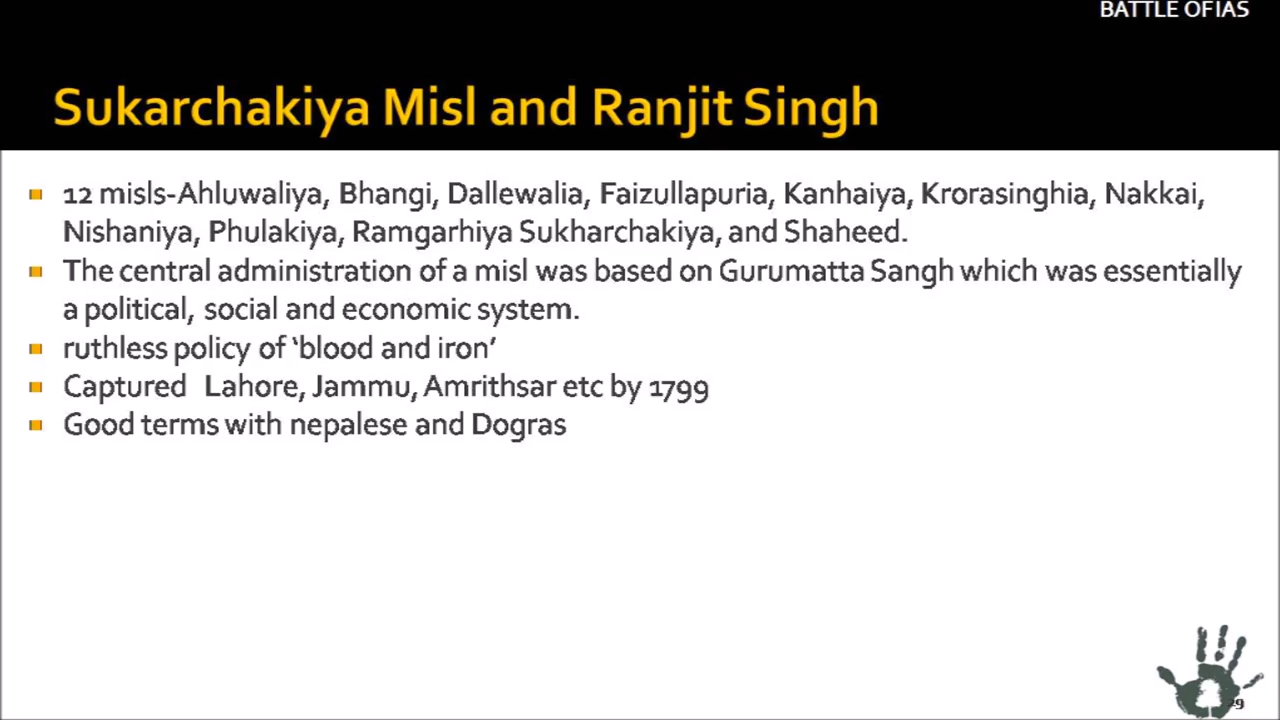 BATTLE OF IAS
Sukarchakiya Misl and Ranjit Singh
12 misls-Ahluwaliya, Bhangi, Dallewalia, Faizullapuria, Kanhaiya, Krorasinghia, Nakkai,
Nishaniya, Phulakiya, Ramgarhiya Sukharchakiya, and Shaheed.
The central administration of a misl was based on Gurumatta Sangh which was essentially
a political, social and economic system.
ruthless policy of ‘blood and iron’
Captured Lahore, Jammu, Amrithsar etc by 1799
Good terms with nepalese and Dogras